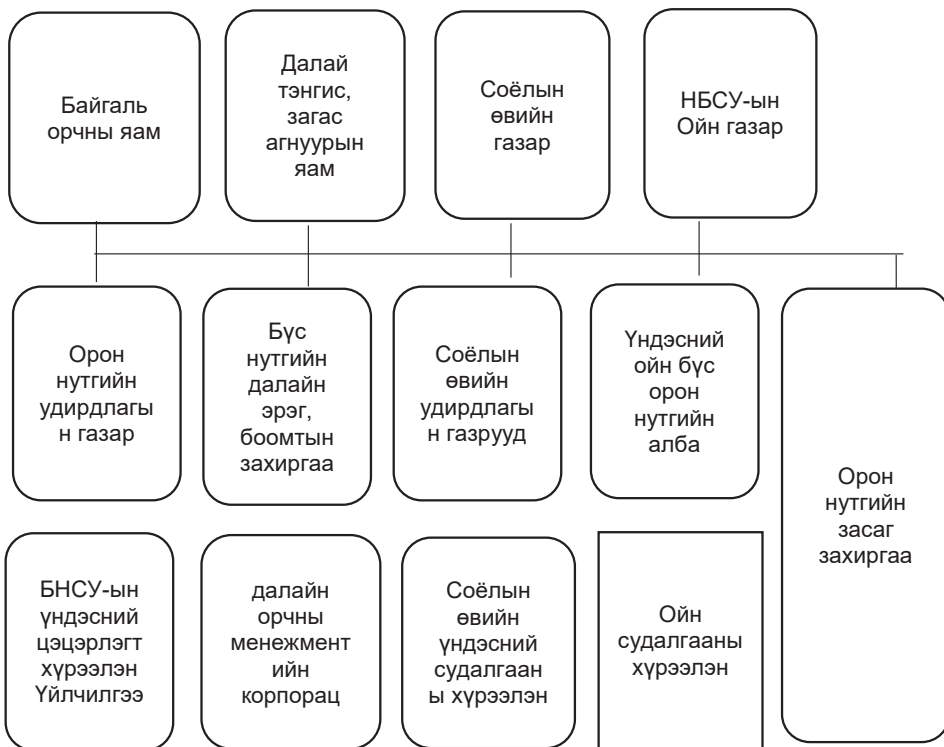 Байгаль
орчны яам
Далай
тэнгис,
загас
агнуурын
яам
Соёлын
өвийн
газар
НБСУ-ын
Ойн газар
Орон
нутгийн
удирдлагы
н газар
Бүс
нутгийн
далайн
эрэг,
боомтын
захиргаа
Соёлын
өвийн
удирдлагы
н газрууд
Үндэсний
ойн бүс
орон
нутгийн
алба
Орон
нутгийн
засаг
захиргаа
БНСУ-ын
үндэсний
цэцэрлэгт
хүрээлэн
Үйлчилгээ
далайн
орчны
менежмент
ийн
корпорац
Соёлын
өвийн
үндэсний
судалгаан
ы хүрээлэн
Ойн
судалгааны
хүрээлэн